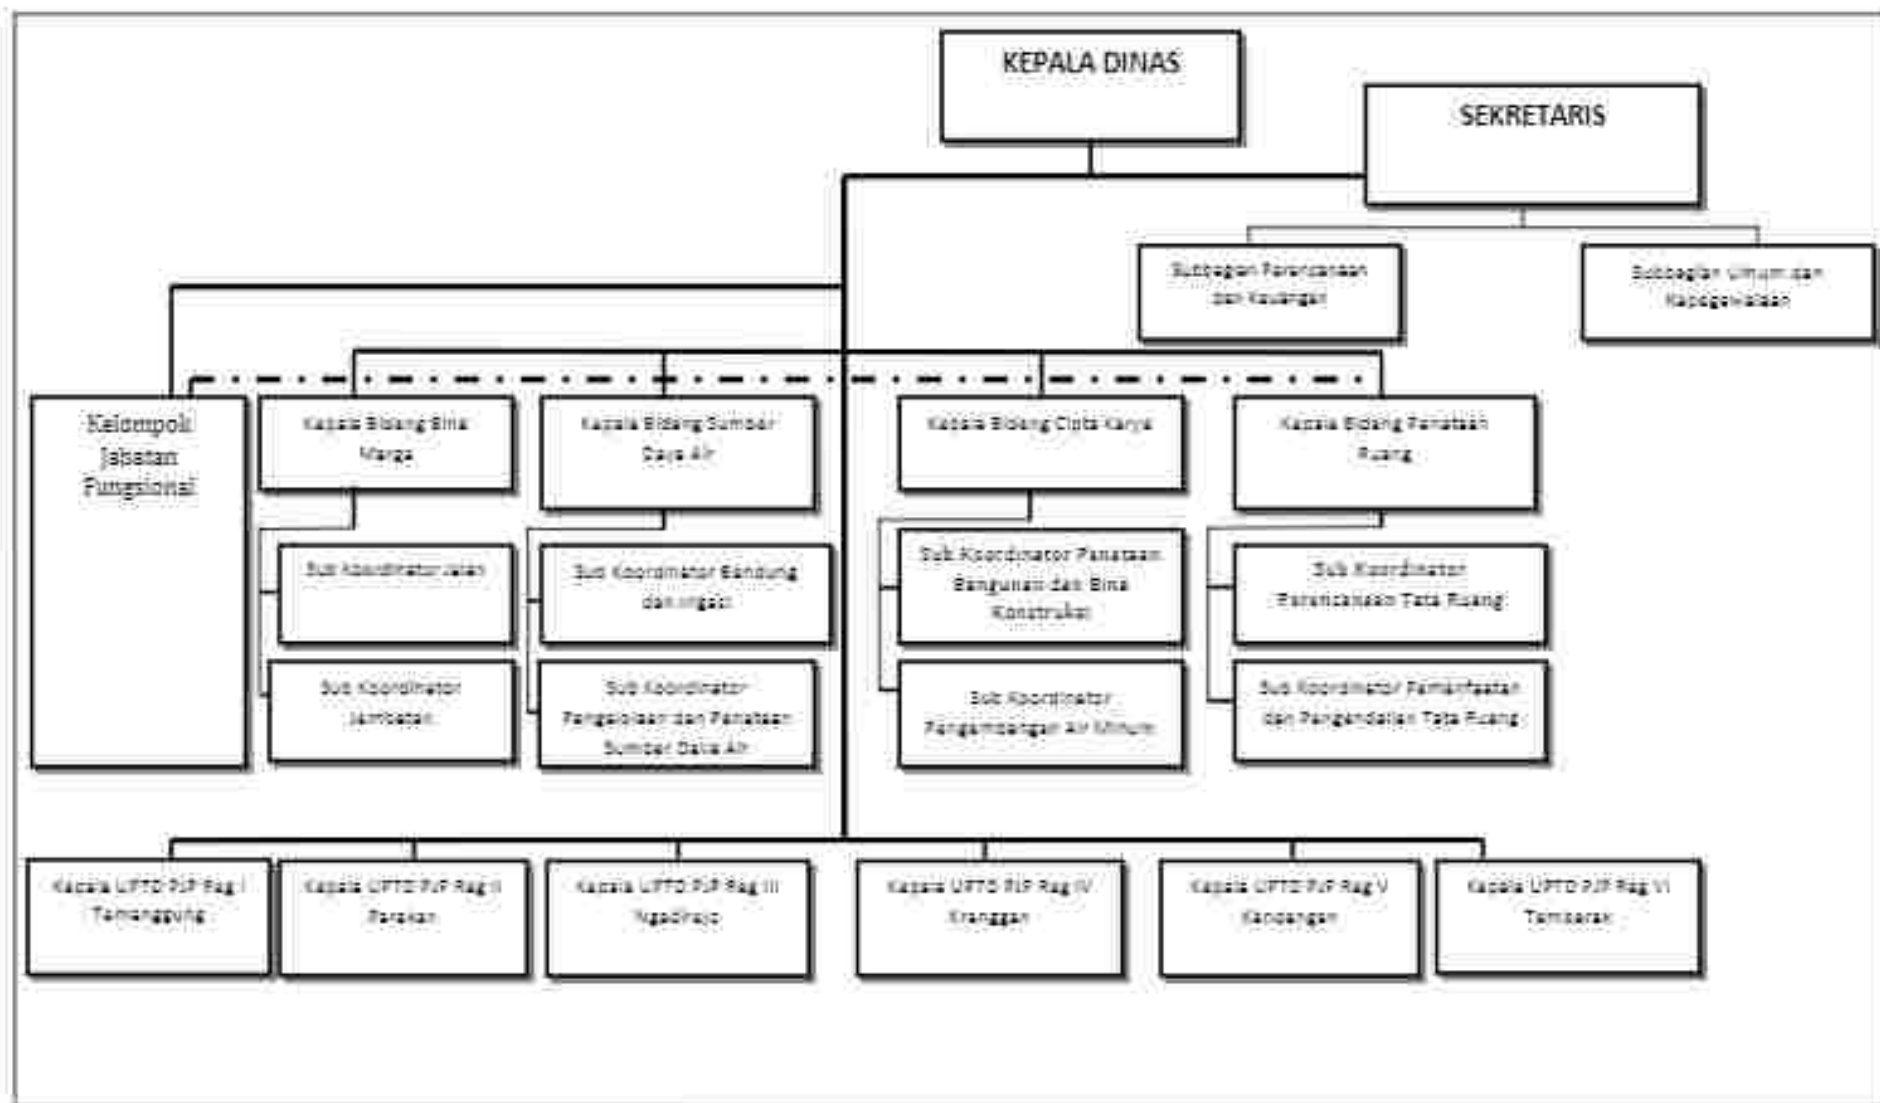 KEPALA DINAS
SEKRETARIS
Subbagian Perencanaan
dan Keuangan
Subbagian Umum dan
Kepegawaian
Kelompok
Jabatan
Fungsional
Kepala Bidang Bina
Marga
Kepala Bidang Sumber
Daya Air
Kepala Bidang Cipta Karya
Kepala Bidang Penataan
Ruang
Sub Koordinator Jalan
Sub Koordinator Bendung
dan Irigasi
Sub Koordinator Penataan
Bangunan dan Bina
Konstruksi
Sub Koordinator
Perencanaan Tata Ruang
Sub Koordinator
Jembatan
Sub Koordinator
Pengelolaan dan Penataan
Sumber Daya Air
Sub Koordinator
Pengembangan Air Minum
Sub Koordinator Pemanfaatan
dan Tata Ruang
Kepala UPTD PJP Reg I
Temanggung
Kepala UPTD PJP Reg II
Parakan
Kepala UPTD PJP Reg III
Ngadirejo
Kepala UPTD PJP Reg IV
Kranggan
Kepala UPTD PJP Reg V
Kandangan
Kepala UPTD PJP Reg VI
Tembarak